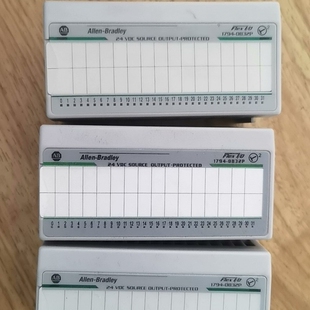 AB Allen-Bradley Flex I/O
24 VDC SOURCE OUTPUT-PROTECTED 1794-OB32P
0 1 2 3 4 5 6 7 8 9 10 11 12 13 14 15 16 17 18 19 20 21 22 23 24 25 26 27 28 29 30 31
AB Allen-Bradley Flex I/O
24 VDC SOURCE OUTPUT-PROTECTED 1794-OB32P
0 1 2 3 4 5 6 7 8 9 10 11 12 13 14 15 16 17 18 19 20 21 22 23 24 25 26 27 28 29 30 31
AB Allen-Bradley Flex I/O
24 VDC SOURCE OUTPUT-PROTECTED 1794-OB32P